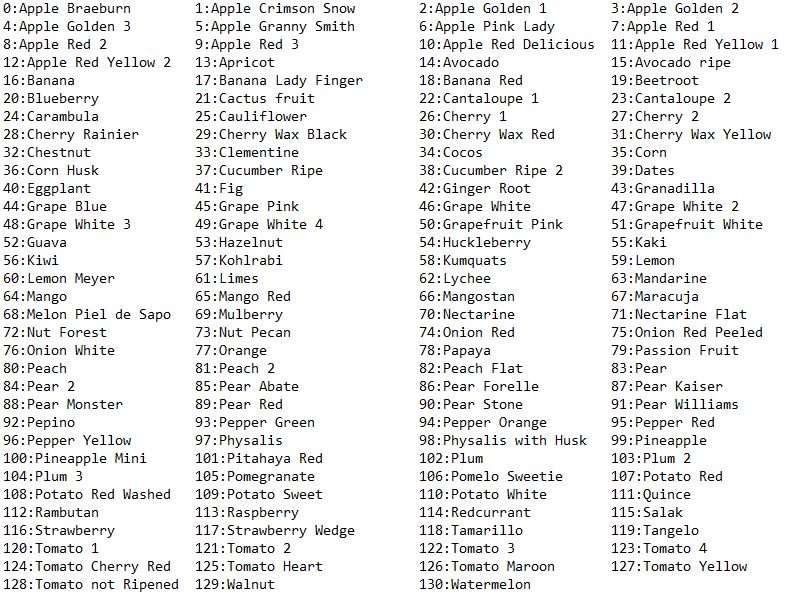 0:Apple Braeburn 1:Apple Crimson Snow 2:Apple Golden 1 3:Apple Golden 2
4:Apple Golden 3 5:Apple Granny Smith 6:Apple Pink Lady 7:Apple Red 1
8:Apple Red 2 9:Apple Red 3 10:Apple Red Delicious 11:Apple Red Yellow 1
12:Apple Red Yellow 2 13:Apricot 14:Avocado 15:Avocado ripe
16:Banana 17:Banana Lady Finger 18:Banana Red 19:Beetroot
20:Blueberry 21:Cactus fruit 22:Cantaloupe 1 23:Cantaloupe 2
24:Carambula 25:Cauliflower 26:Cherry 1 27:Cherry 2
28:Cherry Rainier 29:Cherry Wax Black 30:Cherry Wax Red 31:Cherry Wax Yellow
32:Chestnut 33:Clementine 34:Cocos 35:Corn
36:Corn Husk 37:Cucumber Ripe 38:Cucumber Ripe 2 39:Dates
40:Eggplant 41:Fig 42:Ginger Root 43:Granadilla
44:Grape Blue 45:Grape Pink 46:Grape White 47:Grape White 2
48:Grape White 3 49:Grape White 4 50:Grapefruit Pink 51:Grapefruit White
52:Guava 53:Hazelnut 54:Huckleberry 55:Kaki
56:Kiwi 57:Kohlrabi 58:Kumquats 59:Lemon
60:Lemon Meyer 61:Limes 62:Lychee 63:Mandarine
64:Mango 65:Mango Red 66:Mangostan 67:Maracuja
68:Melon Piel de Sapo 69:Mulberry 70:Nectarine 71:Nectarine Flat
72:Nut Forest 73:Nut Pecan 74:Onion Red 75:Onion Red Peeled
76:Onion White 77:Orange 78:Papaya 79:Passion Fruit
80:Peach 81:Peach 2 82:Peach Flat 83:Pear
84:Pear 2 85:Pear Abate 86:Pear Forelle 87:Pear Kaiser
88:Pear Monster 89:Pear Red 90:Pear Stone 91:Pear Williams
92:Pepino 93:Pepper Green 94:Pepper Orange 95:Pepper Red
96:Pepper Yellow 97:Physalis 98:Physalis with Husk 99:Pineapple
100:Pineapple Mini 101:Pitahaya Red 102:Plum 103:Plum 2
104:Plum 3 105:Pomegranate 106:Pomelo Sweetie 107:Potato Red
108:Potato Red Washed 109:Potato Sweet 110:Potato White 111:Quince
112:Rambutan 113:Raspberry 114:Redcurrant 115:Salak
116:Strawberry 117:Strawberry Wedge 118:Tamarillo 119:Tangelo
120:Tomato 1 121:Tomato 2 122:Tomato 3 123:Tomato 4
124:Tomato Cherry Red 125:Tomato Heart 126:Tomato Maroon 127:Tomato Yellow
128:Tomato not Ripened 129:Walnut 130:Watermelon